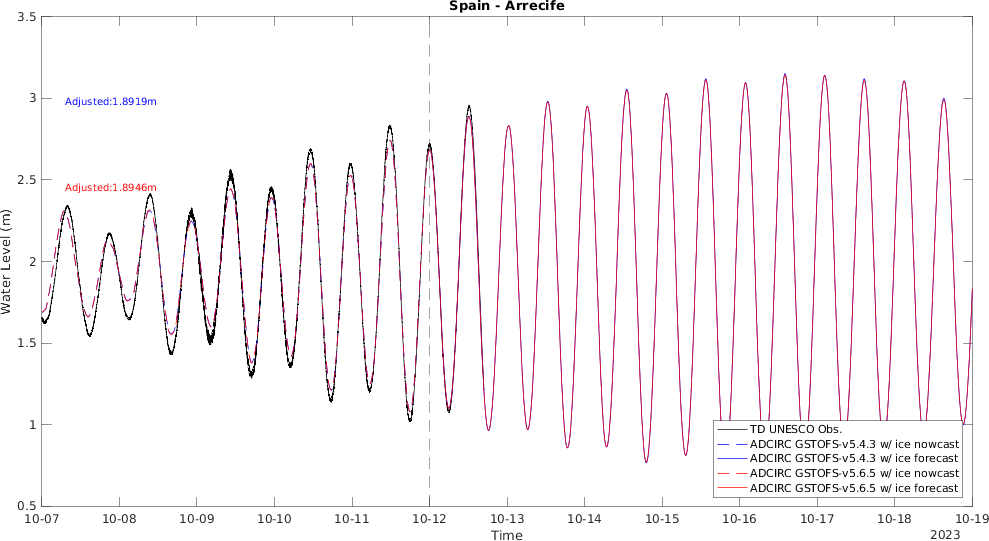 Spain - Arrecife
3.5
3
2.5
2
1.5
1
0.5
Water Level (m)
Adjusted:1.8919m
Adjusted:1.8946m
TD UNESCO Obs.
ADCIRC GSTOFS-v5.4.3 w/ ice nowcast
ADCIRC GSTOFS-v5.4.3 w/ ice forecast
ADCIRC GSTOFS-v5.6.5 w/ ice nowcast
ADCIRC GSTOFS-v5.6.5 w/ ice forecast
10-07 10-08 10-09 10-10 10-11 10-12 10-13 10-14 10-15 10-16 10-17 10-18 10-19
Time
2023